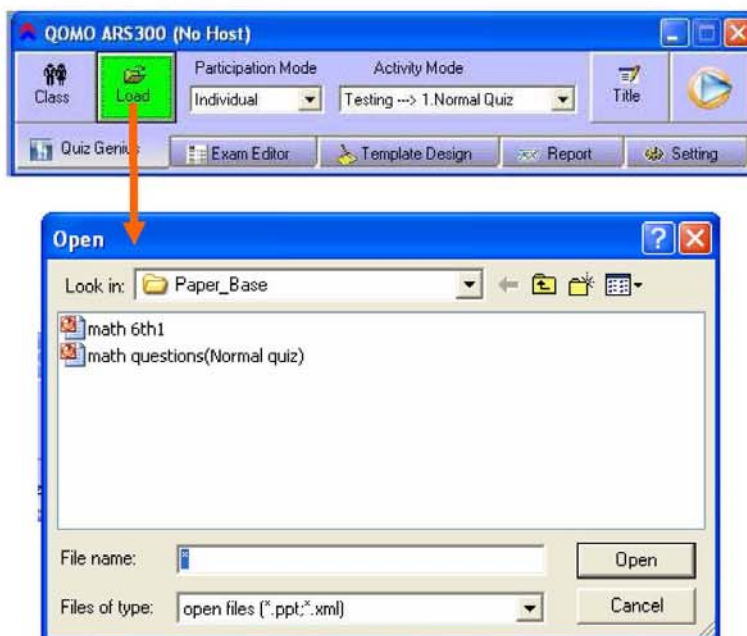 QOMO ARS300 (No Host)
Participation Mode Activity Mode
Class Load Individual Testing ---> 1.Normal Quiz Title
Quiz Genius Exam Editor Template Design Report Setting
Open
Look in: Paper_Base
math 6th1
math questions(Normal quiz)
File name: * Open
Files of type: open files (*.ppt;*.xml) Cancel